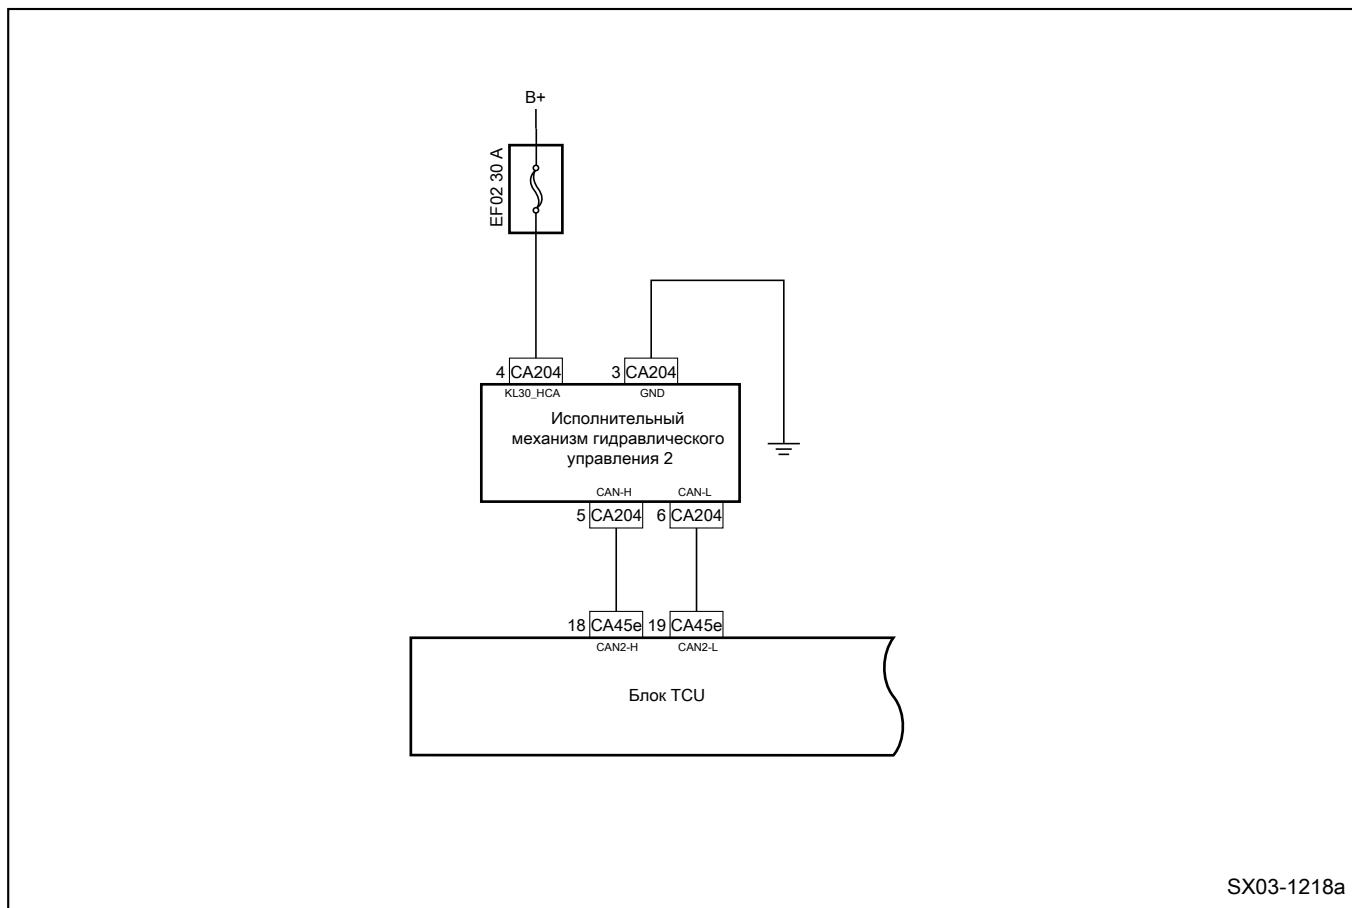 B+
EF02 30 A
4 CA204 3 CA204
KL30_HCA GND
Исполнительный
механизм гидравлического
управления 2
CAN-H CAN-L
5 CA204 6 CA204
18 CA45e 19 CA45e
CAN2-H CAN2-L
Блок TCU
SX03-1218a